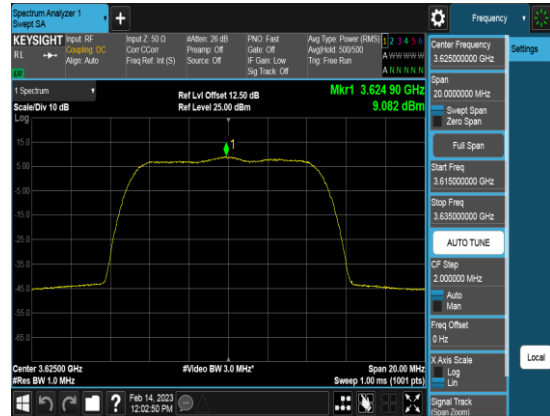 Spectrum Analyzer 1
Swept SA
+
Frequency
KEYSIGHT
RL
LM
Input: RF
Coupling: DC
Align: Auto
Input Z: 50 Ω
Corr CCorr
Freq Ref: Int (S)
#Atten: 26 dB
Preamp: Off
Source: Off
PNO: Fast
Gate: Off
IF Gain: Low
Sig Track: Off
Avg Type: Power (RMS)
Avg|Hold: 500/500
Trig: Free Run
1 2 3 4 5 6
A W W W W W
A N N N N N
1 Spectrum
Scale/Div 10 dB
Log
Ref Lvl Offset 12.50 dB
Ref Level 25.00 dBm
Mkr1 3.624 90 GHz
9.082 dBm
1
15.0
5.00
-5.00
-15.0
-25.0
-35.0
-45.0
-55.0
-65.0
Center 3.62500 GHz
#Res BW 1.0 MHz
#Video BW 3.0 MHz*
Span 20.00 MHz
Sweep 1.00 ms (1001 pts)
Feb 14, 2023
12:02:50 PM
?
Center Frequency
3.625000000 GHz
Span
20.0000000 MHz
Swept Span
Zero Span
Full Span
Start Freq
3.615000000 GHz
Stop Freq
3.635000000 GHz
AUTO TUNE
CF Step
2.000000 MHz
Auto
Man
Freq Offset
0 Hz
X Axis Scale
Log
Lin
Signal Track
(Span Zoom)
Settings
Local